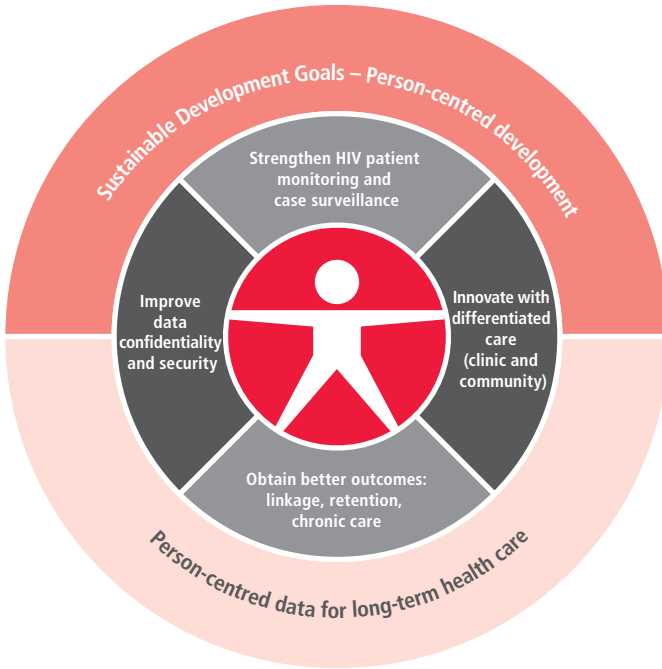 Sustainable Development Goals – Person-centred development
Strengthen HIV patient
monitoring and
case surveillance
Improve
data
confidentiality
and security
Innovate with
differentiated
care
(clinic and
community)
Obtain better outcomes:
linkage, retention,
chronic care
Person-centred data for long-term health care